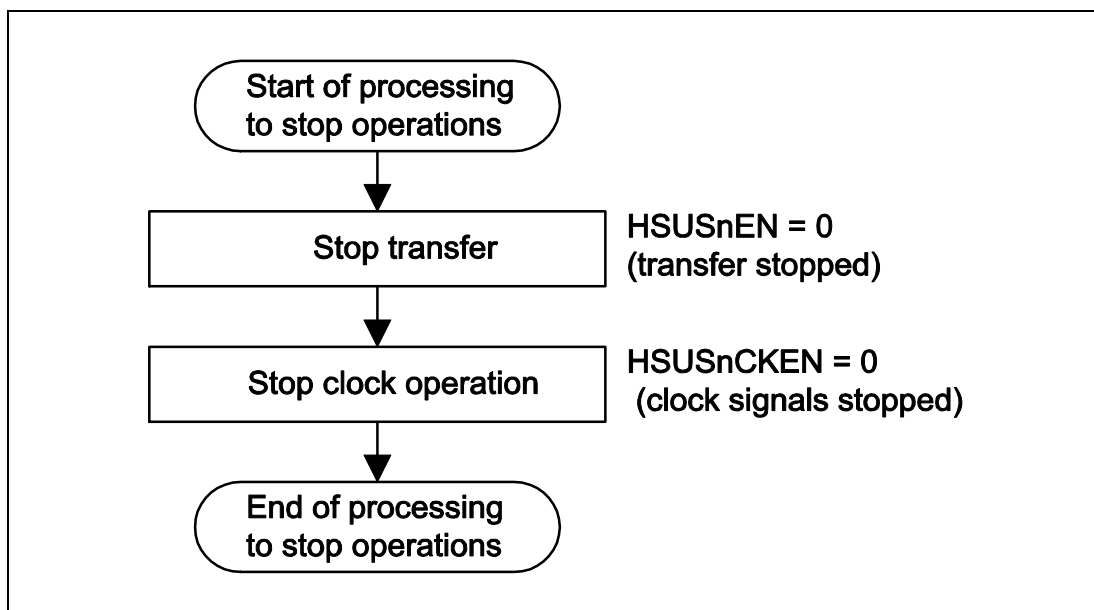 Start of processing
to stop operations
Stop transfer
HSUSnEN = 0
(transfer stopped)
Stop clock operation
HSUSnCKEN = 0
(clock signals stopped)
End of processing
to stop operations